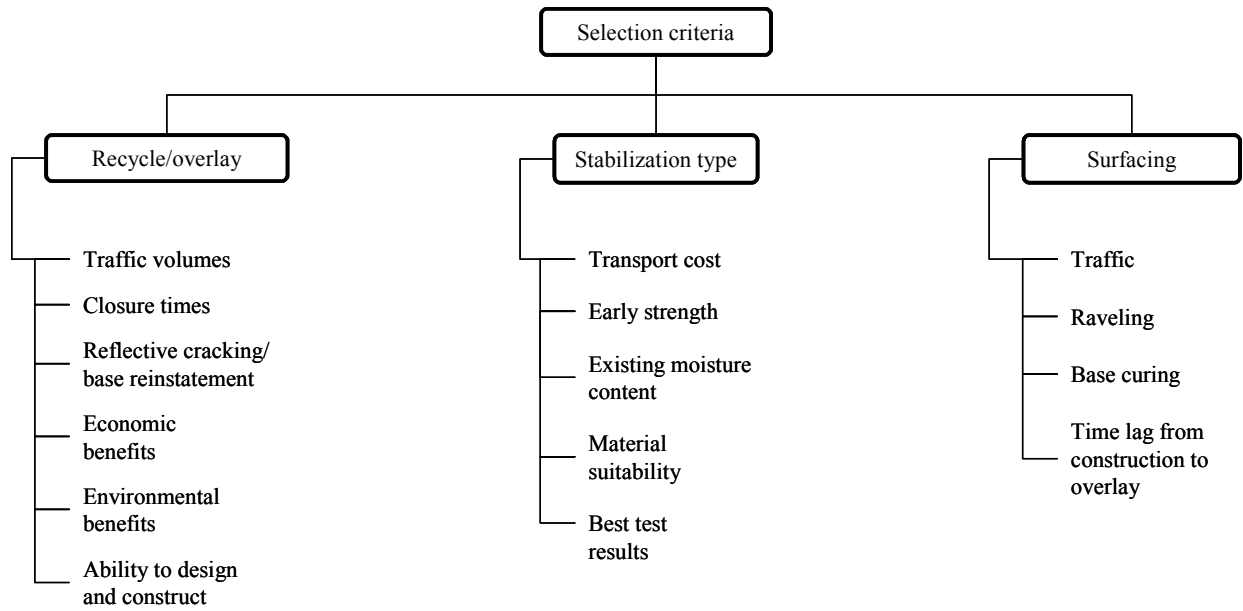 Selection criteria
Recycle/overlay
Traffic volumes
Closure times
Reflective cracking/
base reinstatement
Economic
benefits
Environmental
benefits
Ability to design
and construct
Stabilization type
Transport cost
Early strength
Existing moisture
content
Material
suitability
Best test
results
Surfacing
Traffic
Raveling
Base curing
Time lag from
construction to
overlay